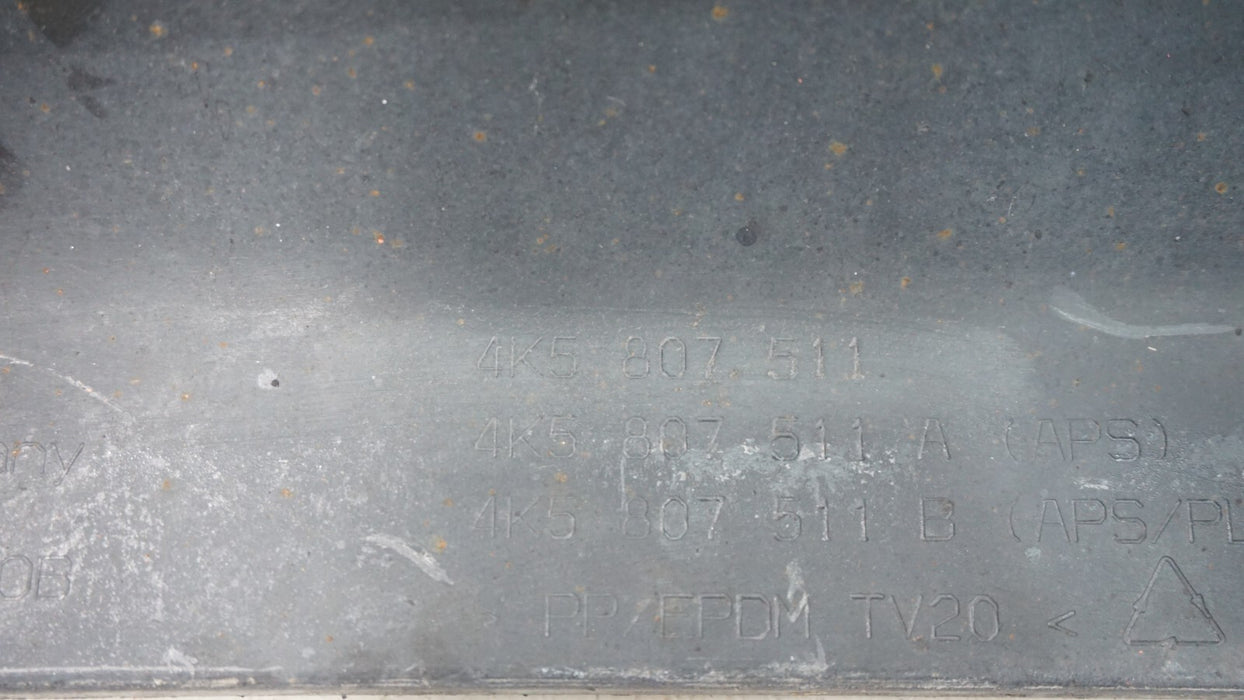 4K5 807 511
4K5 807 511 A (APS)
4K5 807 511 B (APS/PL
> PP/EPDM TV20 <